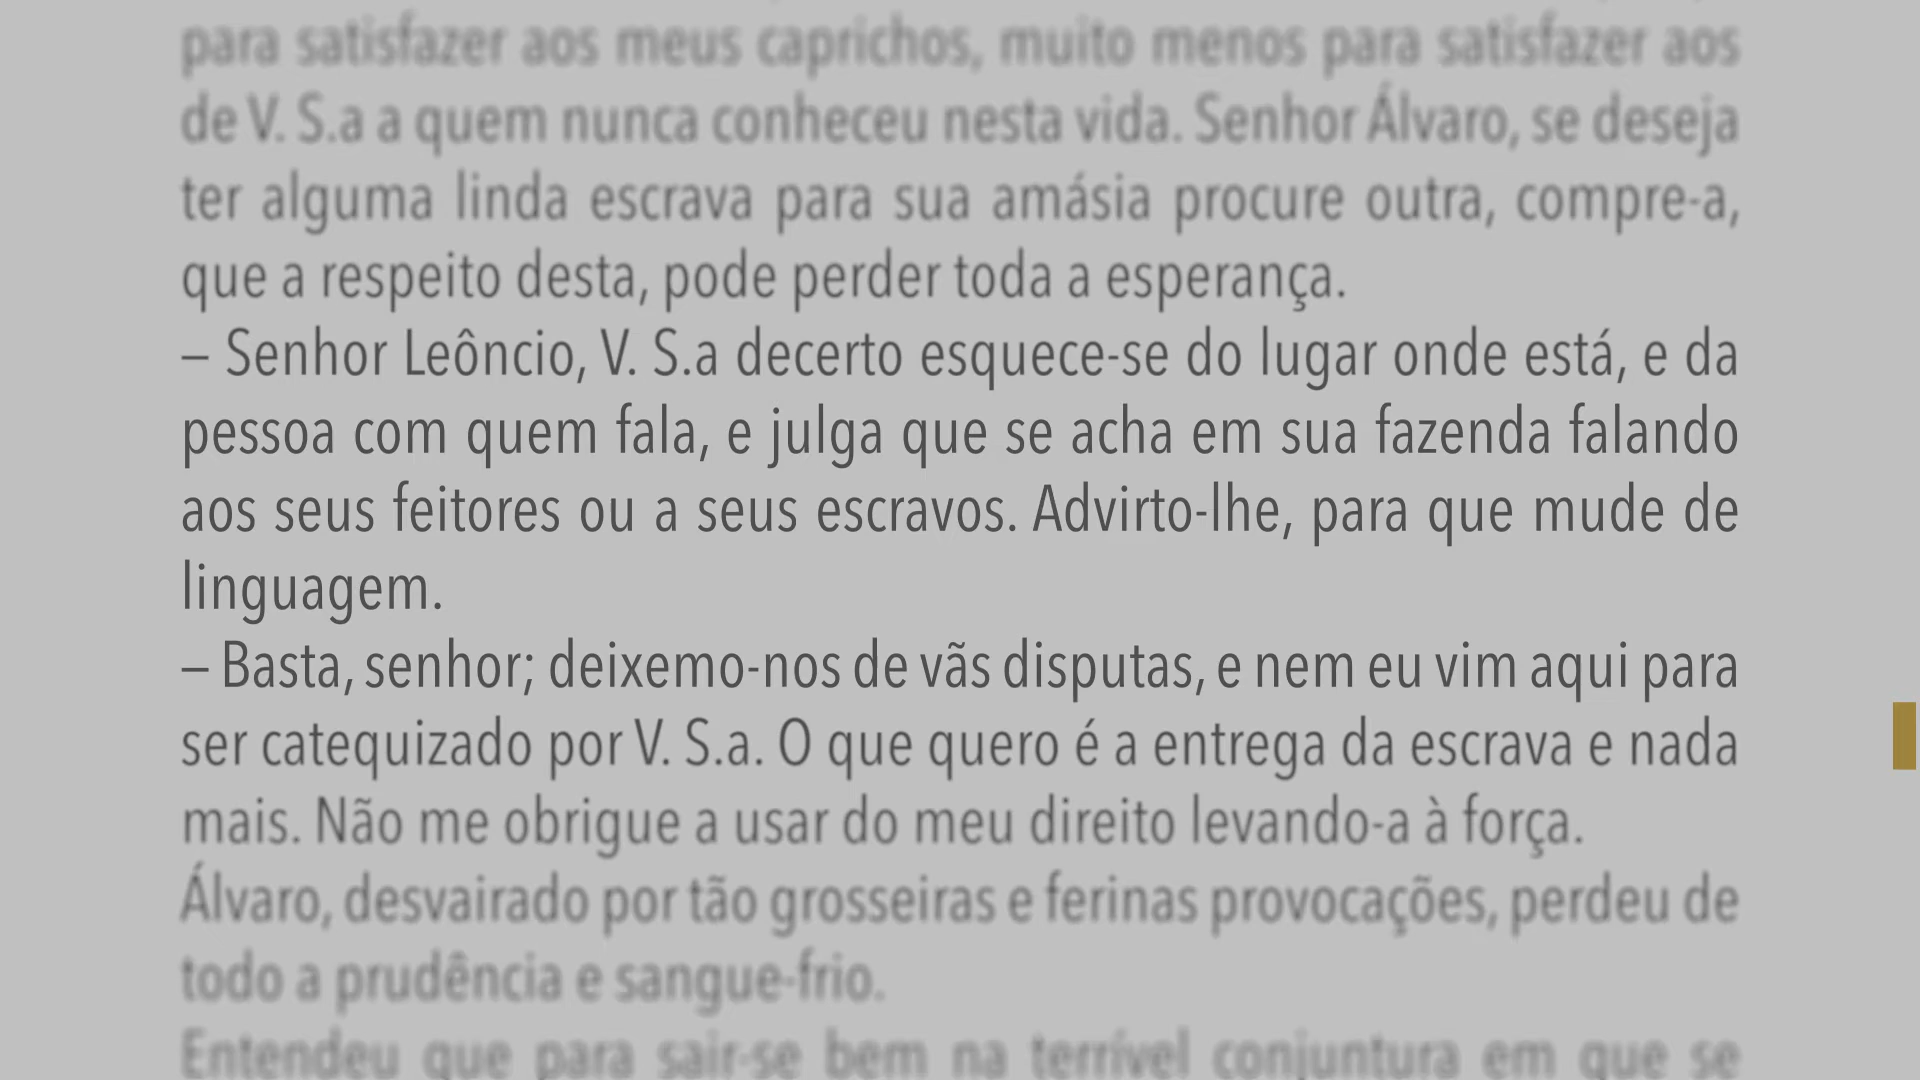 para satisfazer aos meus caprichos, muito menos para satisfazer aos
de V. S.a a quem nunca conheceu nesta vida. Senhor Álvaro, se deseja
ter alguma linda escrava para sua amásia procure outra, compre-a,
que a respeito desta, pode perder toda a esperança.
– Senhor Leôncio, V. S.a decerto esquece-se do lugar onde está, e da
pessoa com quem fala, e julga que se acha em sua fazenda falando
aos seus feitores ou a seus escravos. Advirto-lhe, para que mude de
linguagem.
– Basta, senhor; deixemo-nos de vãs disputas, e nem eu vim aqui para
ser catequizado por V. S.a. O que quero é a entrega da escrava e nada
mais. Não me obrigue a usar do meu direito levando-a à força.
Álvaro, desvairado por tão grosseiras e ferinas provocações, perdeu de
todo a prudência e sangue-frio.
Entendeu que para sair-se bem na terrível conjuntura em que se